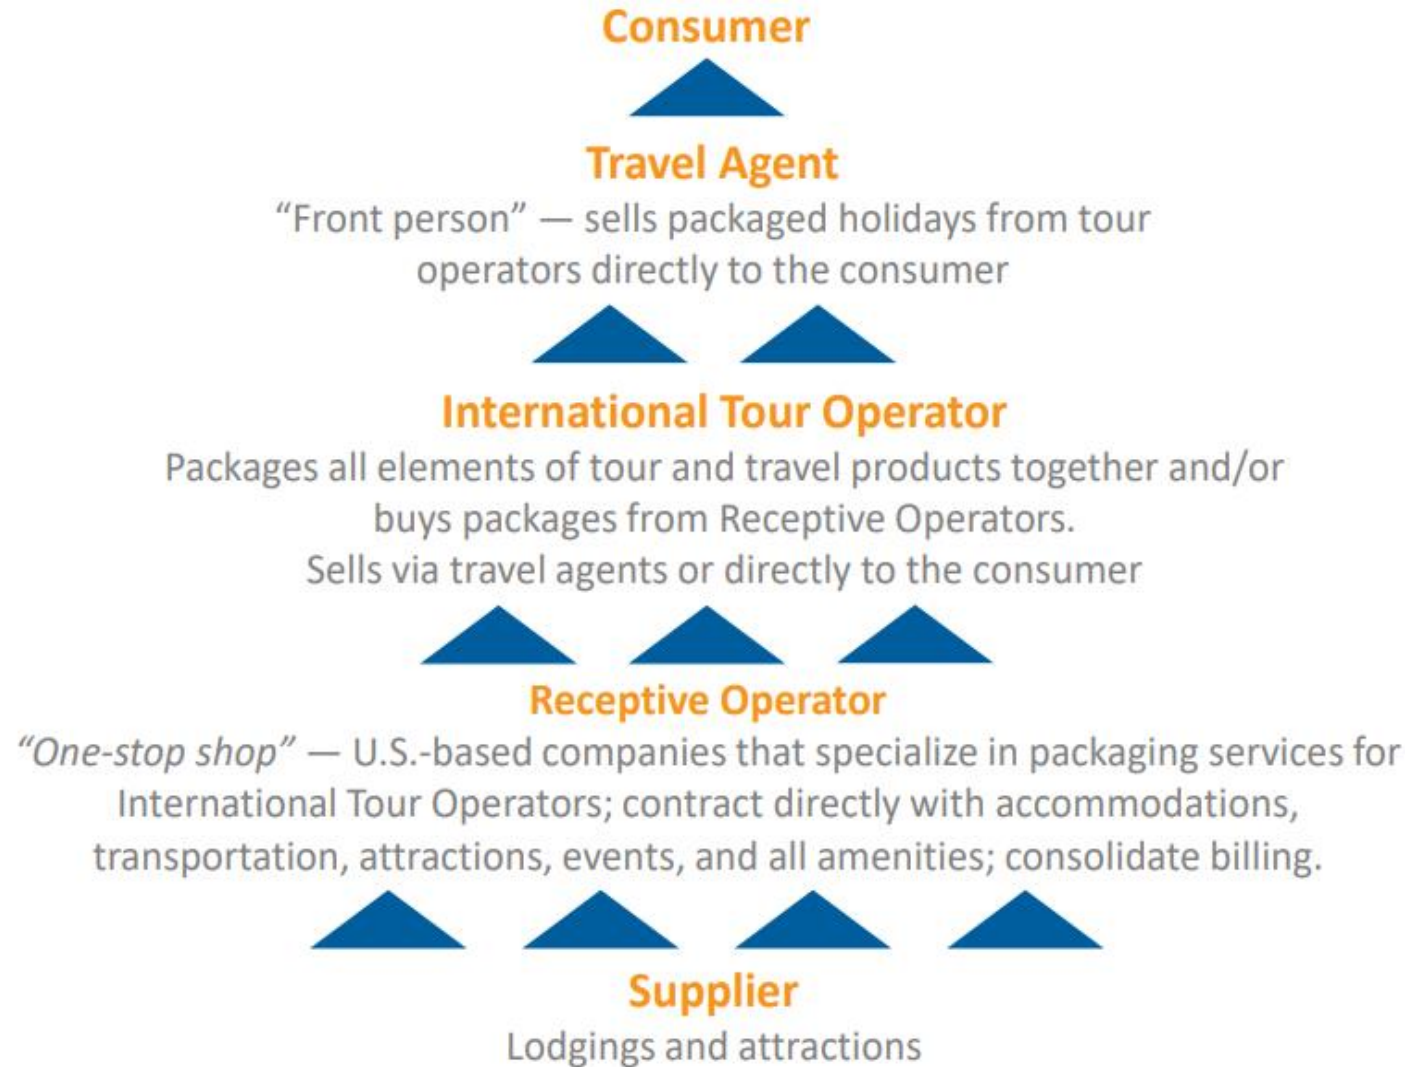 Consumer
Travel Agent
“Front person” — sells packaged holidays from tour
operators directly to the consumer
International Tour Operator
Packages all elements of tour and travel products together and/or
buys packages from Receptive Operators.
Sells via travel agents or directly to the consumer
Receptive Operator
“One-stop shop” — U.S.-based companies that specialize in packaging services for
International Tour Operators; contract directly with accommodations,
transportation, attractions, events, and all amenities; consolidate billing.
Supplier
Lodgings and attractions